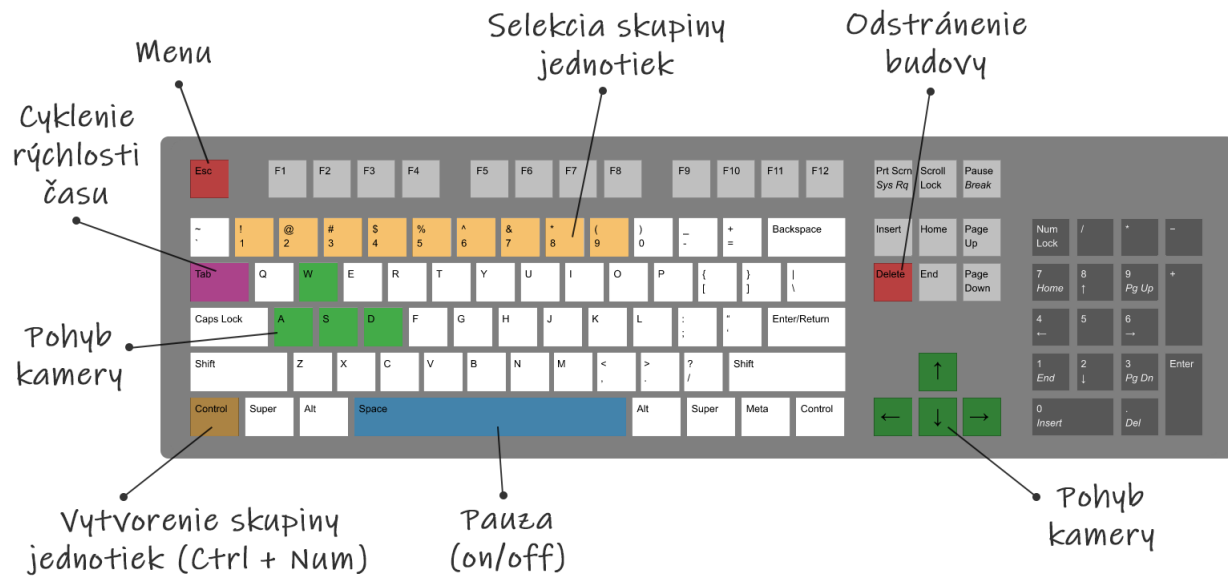 Menu
Selekcia skupiny
jednotiek
Odstránenie
budovy
Cyklenie
rýchlosti
času
Esc F1 F2 F3 F4 F5 F6 F7 F8 F9 F10 F11 F12 Prt Scrn Scroll Pause
Sys Rq Lock Break
~ ! @ # $ % ^ & * ( ) _ + Backspace Insert Home Page Num / * -
` 1 2 3 4 5 6 7 8 9 0 - = Up Lock
Tab Q W E R T Y U I O P { } | Delete End Page 7 8 9 +
[ ] \ Down Home ↑ Pg Up
Caps Lock A S D F G H J K L : " Enter/Return 4 5 6
; ' ← →
Pohyb
kamery
Shift Z X C V B N M < > ? Shift ↑ 1 2 3 Enter
, . / End ↓ Pg Dn
Control Super Alt Space Alt Super Meta Control ← ↓ → 0 .
Insert Del
Vytvorenie skupiny
jednotiek (Ctrl + Num)
Pauza
(on/off)
Pohyb
kamery